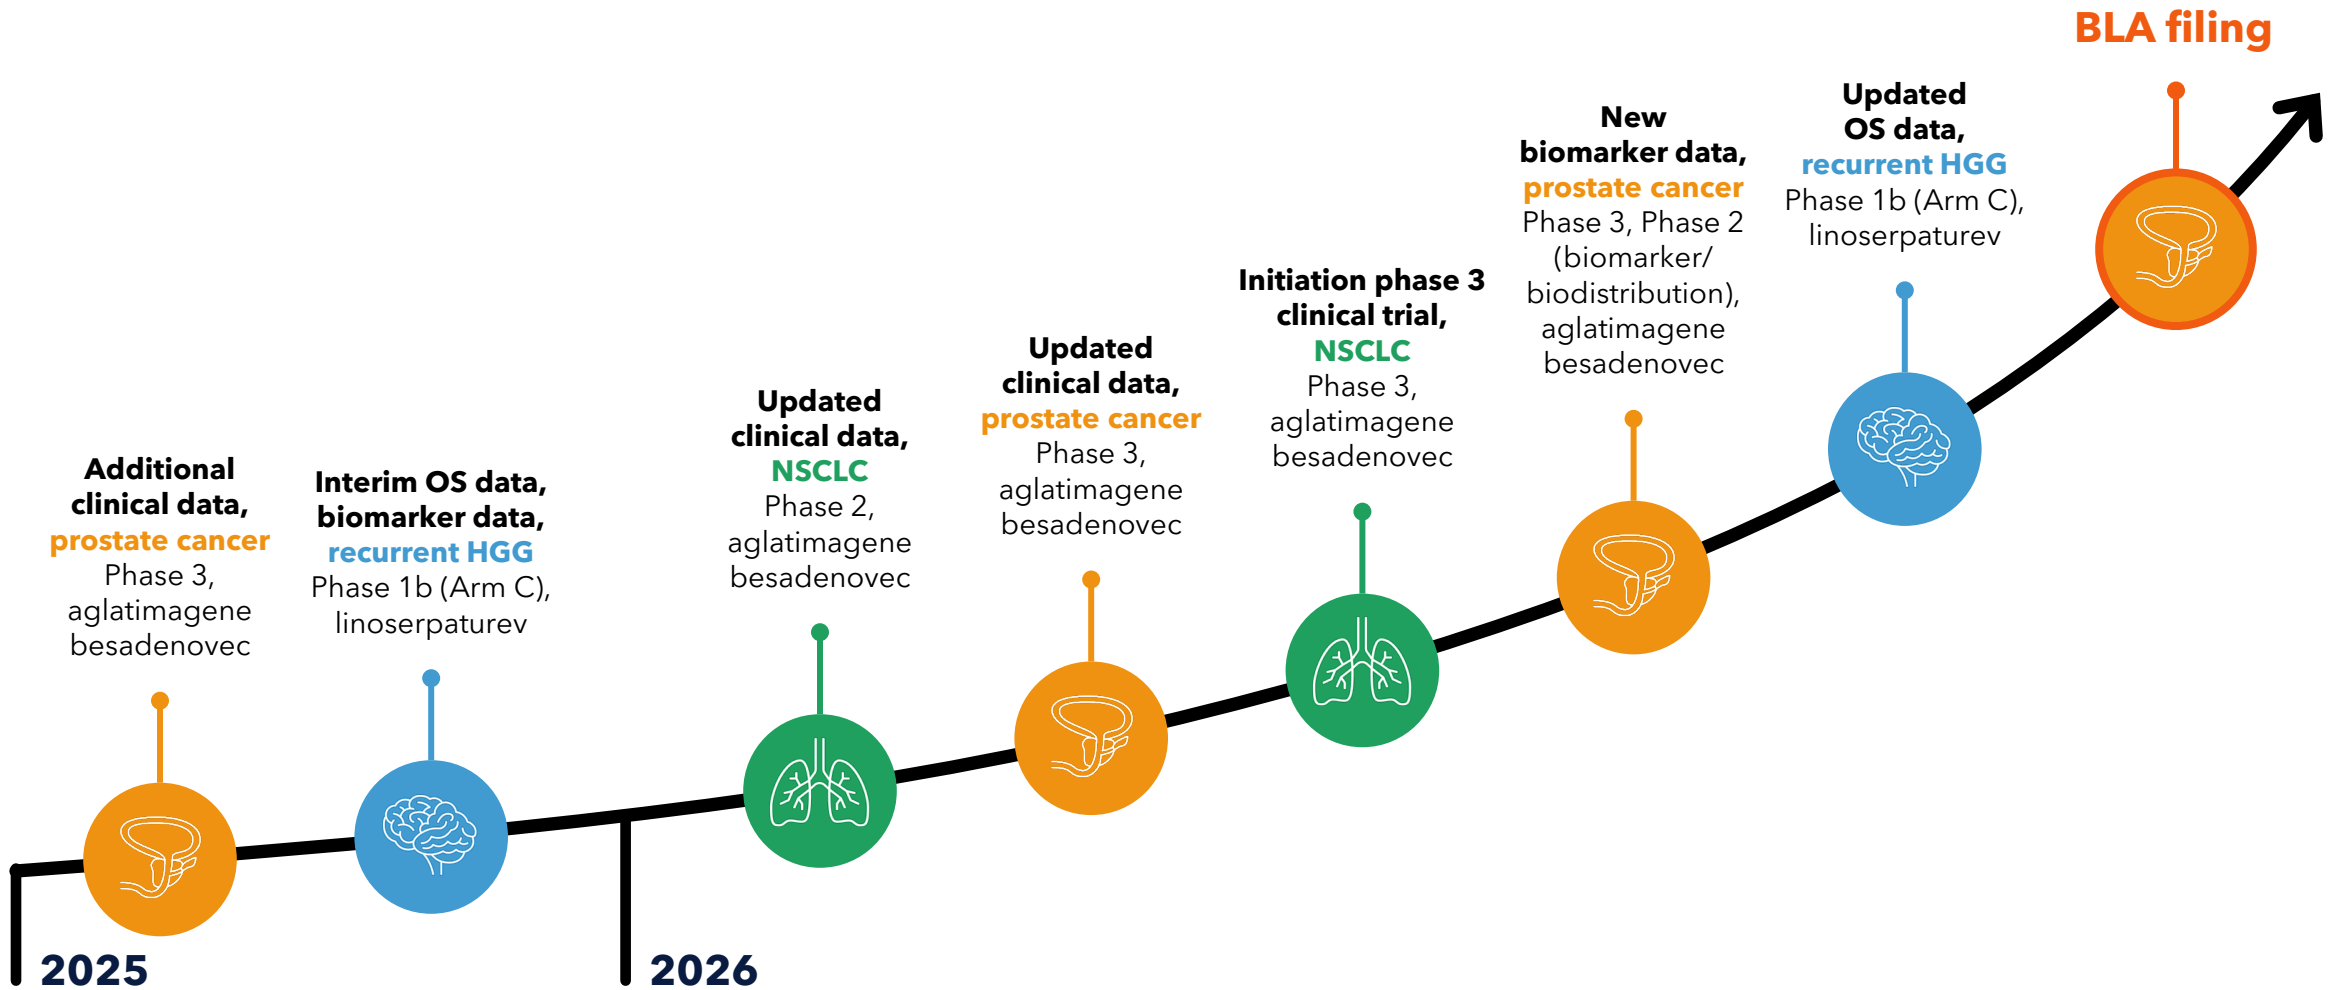 Additional
clinical data,
prostate cancer
Phase 3,
aglatimagene
besadenovec
Interim OS data,
biomarker data,
recurrent HGG
Phase 1b (Arm C),
linoserpaturev
Updated
clinical data,
NSCLC
Phase 2,
aglatimagene
besadenovec
Updated
clinical data,
prostate cancer
Phase 3,
aglatimagene
besadenovec
Initiation phase 3
clinical trial,
NSCLC
Phase 3,
aglatimagene
besadenovec
New
biomarker data,
prostate cancer
Phase 3, Phase 2
(biomarker/
biodistribution),
aglatimagene
besadenovec
Updated
OS data,
recurrent HGG
Phase 1b (Arm C),
linoserpaturev
BLA filing
2025
2026